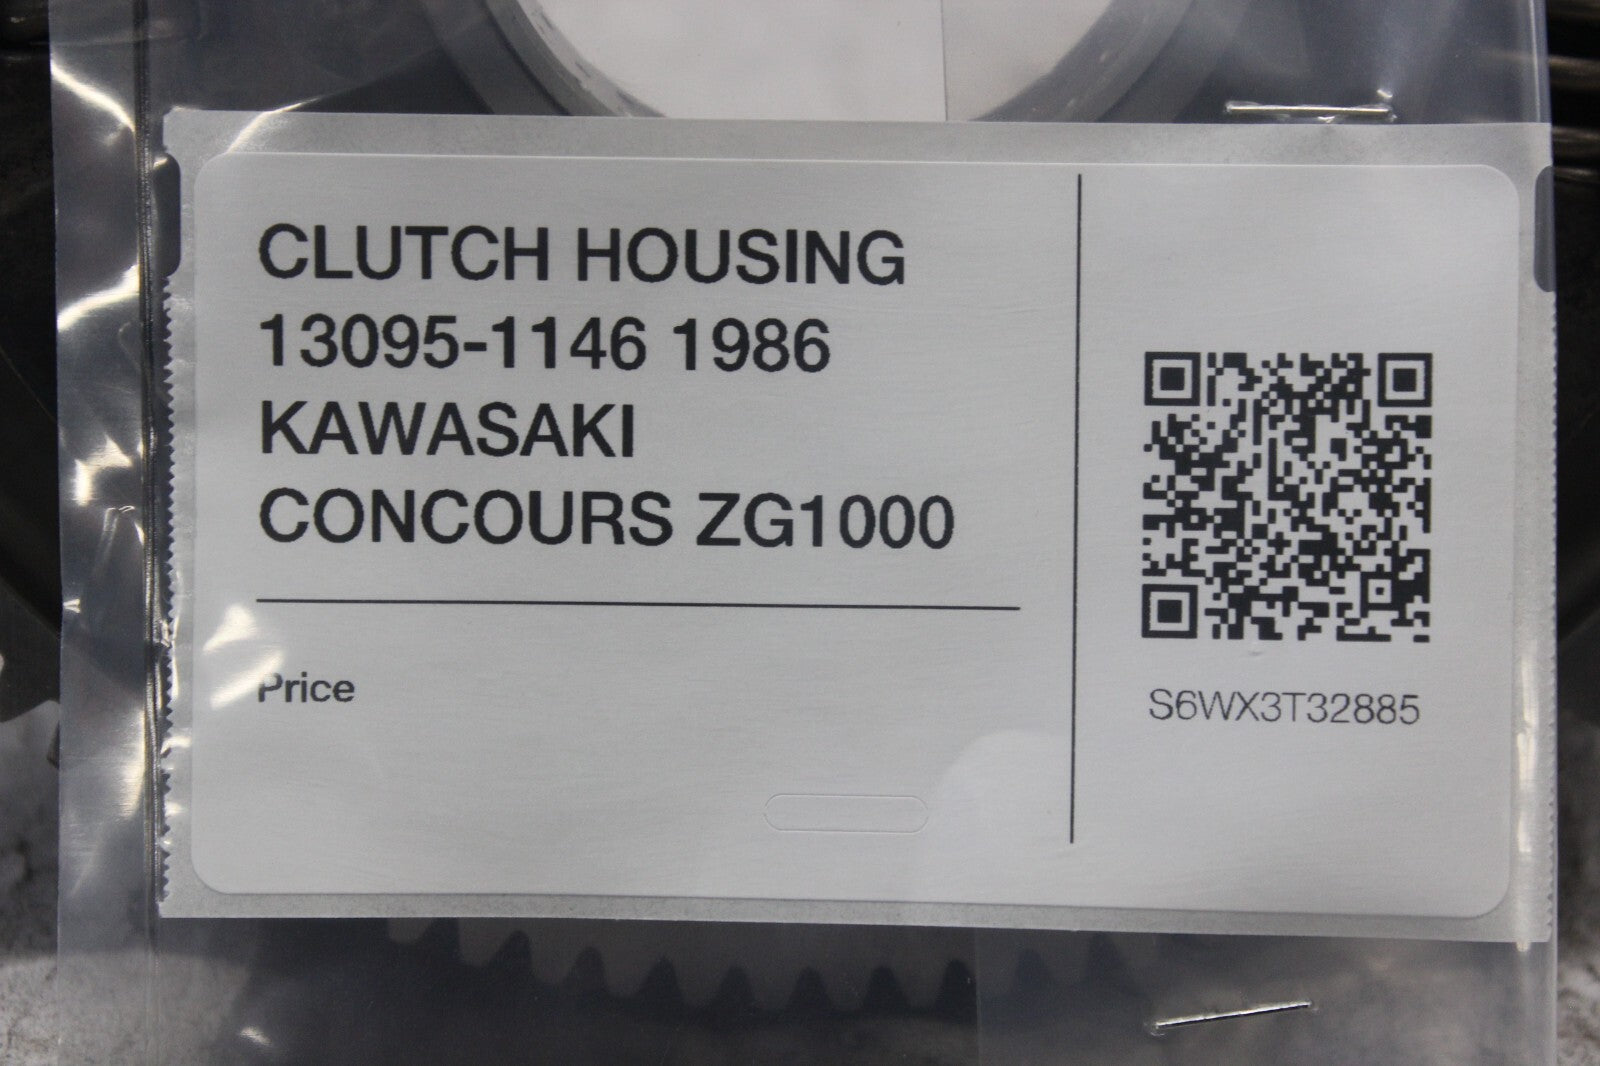 CLUTCH HOUSING
13095-1146 1986
KAWASAKI
CONCOURS ZG1000
Price
S6WX3T32885